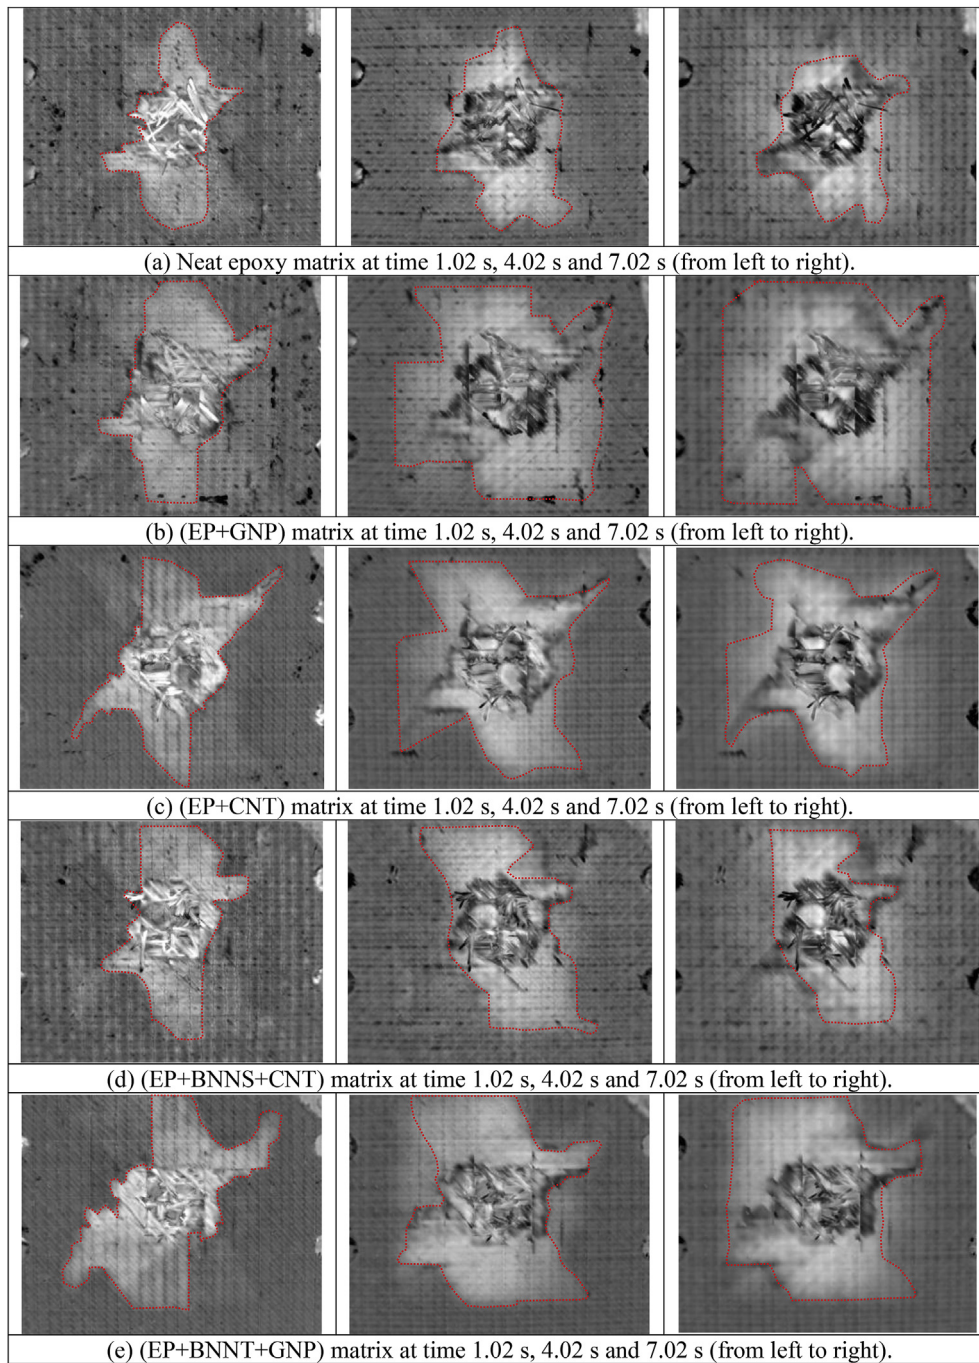 (a) Neat epoxy matrix at time 1.02 s, 4.02 s and 7.02 s (from left to right).
(b) (EP+GNP) matrix at time 1.02 s, 4.02 s and 7.02 s (from left to right).
(c) (EP+CNT) matrix at time 1.02 s, 4.02 s and 7.02 s (from left to right).
(d) (EP+BNNS+CNT) matrix at time 1.02 s, 4.02 s and 7.02 s (from left to right).
(e) (EP+BNNT+GNP) matrix at time 1.02 s, 4.02 s and 7.02 s (from left to right).